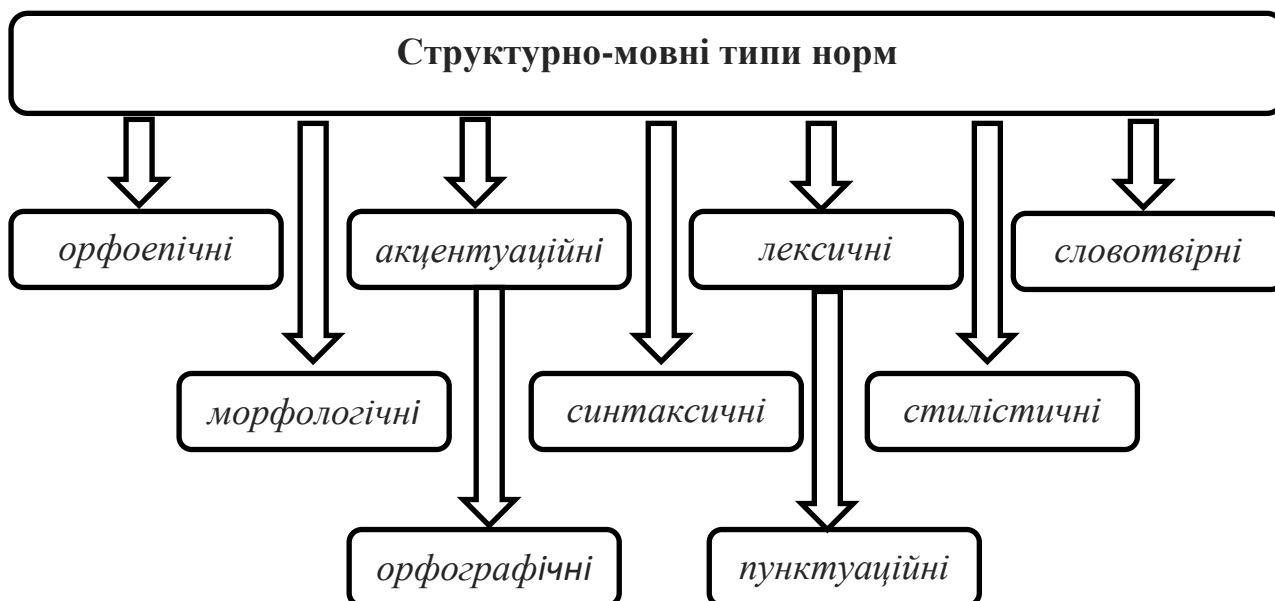 Структурно-мовні типи норм
орфоепічні
акцентуаційні
лексичні
словотвірні
морфологічні
синтаксичні
стилістичні
орфографічні
пунктуаційні